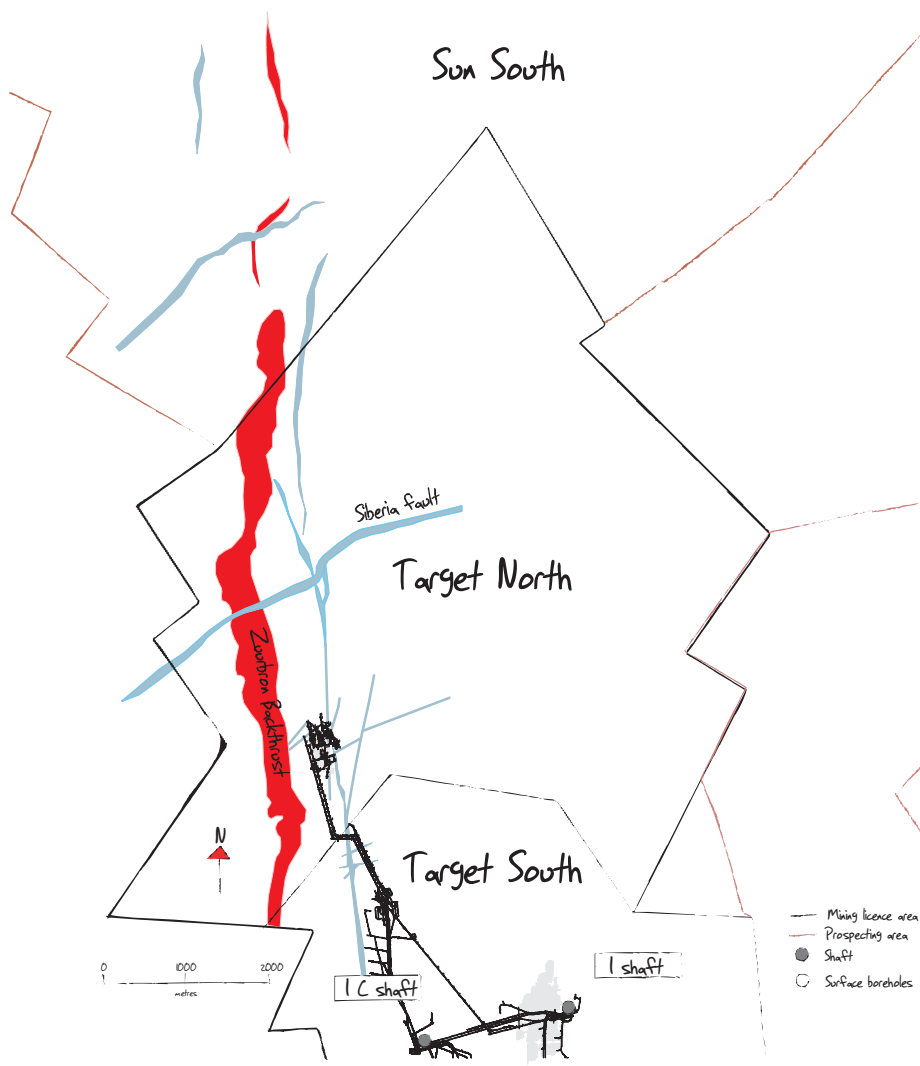 Sun South
Siberia fault
Target North
Zourbron Backthrust
N
Target South
Mining licence area
Prospecting area
Shaft
Surface boreholes
1 shaft
0 1000 2000
metres
1 C shaft